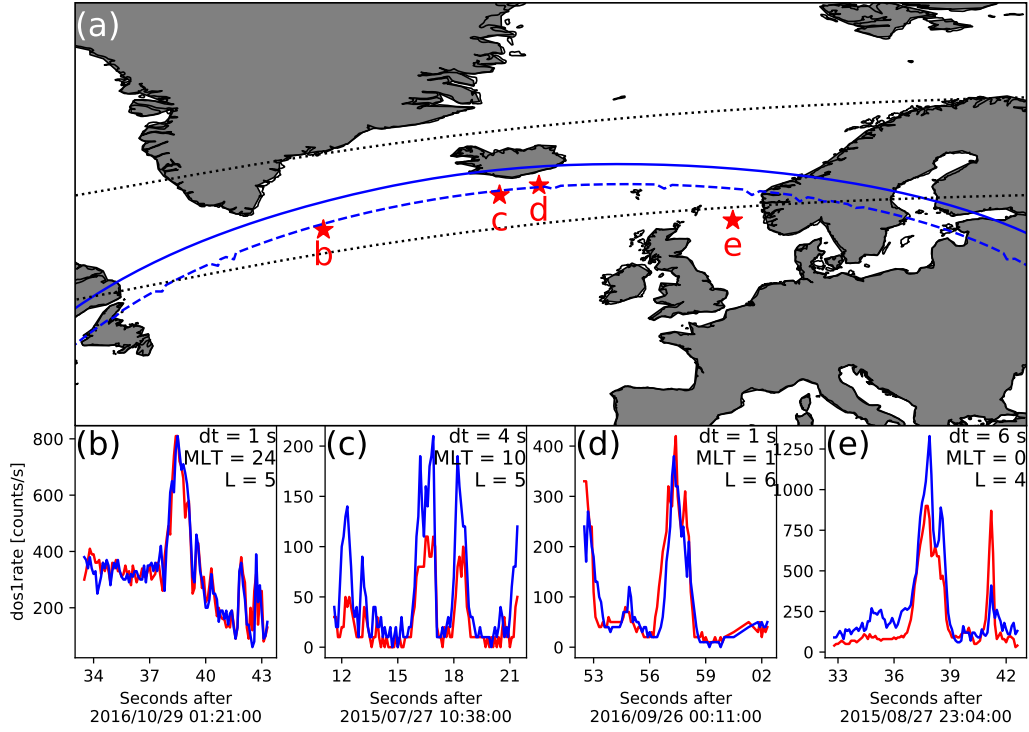 (a)
b
c
d
e
(b)
dt = 1 s
MLT = 24
L = 5
800
600
400
200
dos1rate [counts/s]
34 37 40 43
Seconds after
2016/10/29 01:21:00
(c)
dt = 4 s
MLT = 10
L = 5
200
150
100
50
0
12 15 18 21
Seconds after
2015/07/27 10:38:00
(d)
dt = 1 s
MLT = 1
L = 6
400
300
200
100
0
53 56 59 02
Seconds after
2016/09/26 00:11:00
(e)
dt = 6 s
MLT = 0
L = 4
1250
1000
750
500
250
0
33 36 39 42
Seconds after
2015/08/27 23:04:00